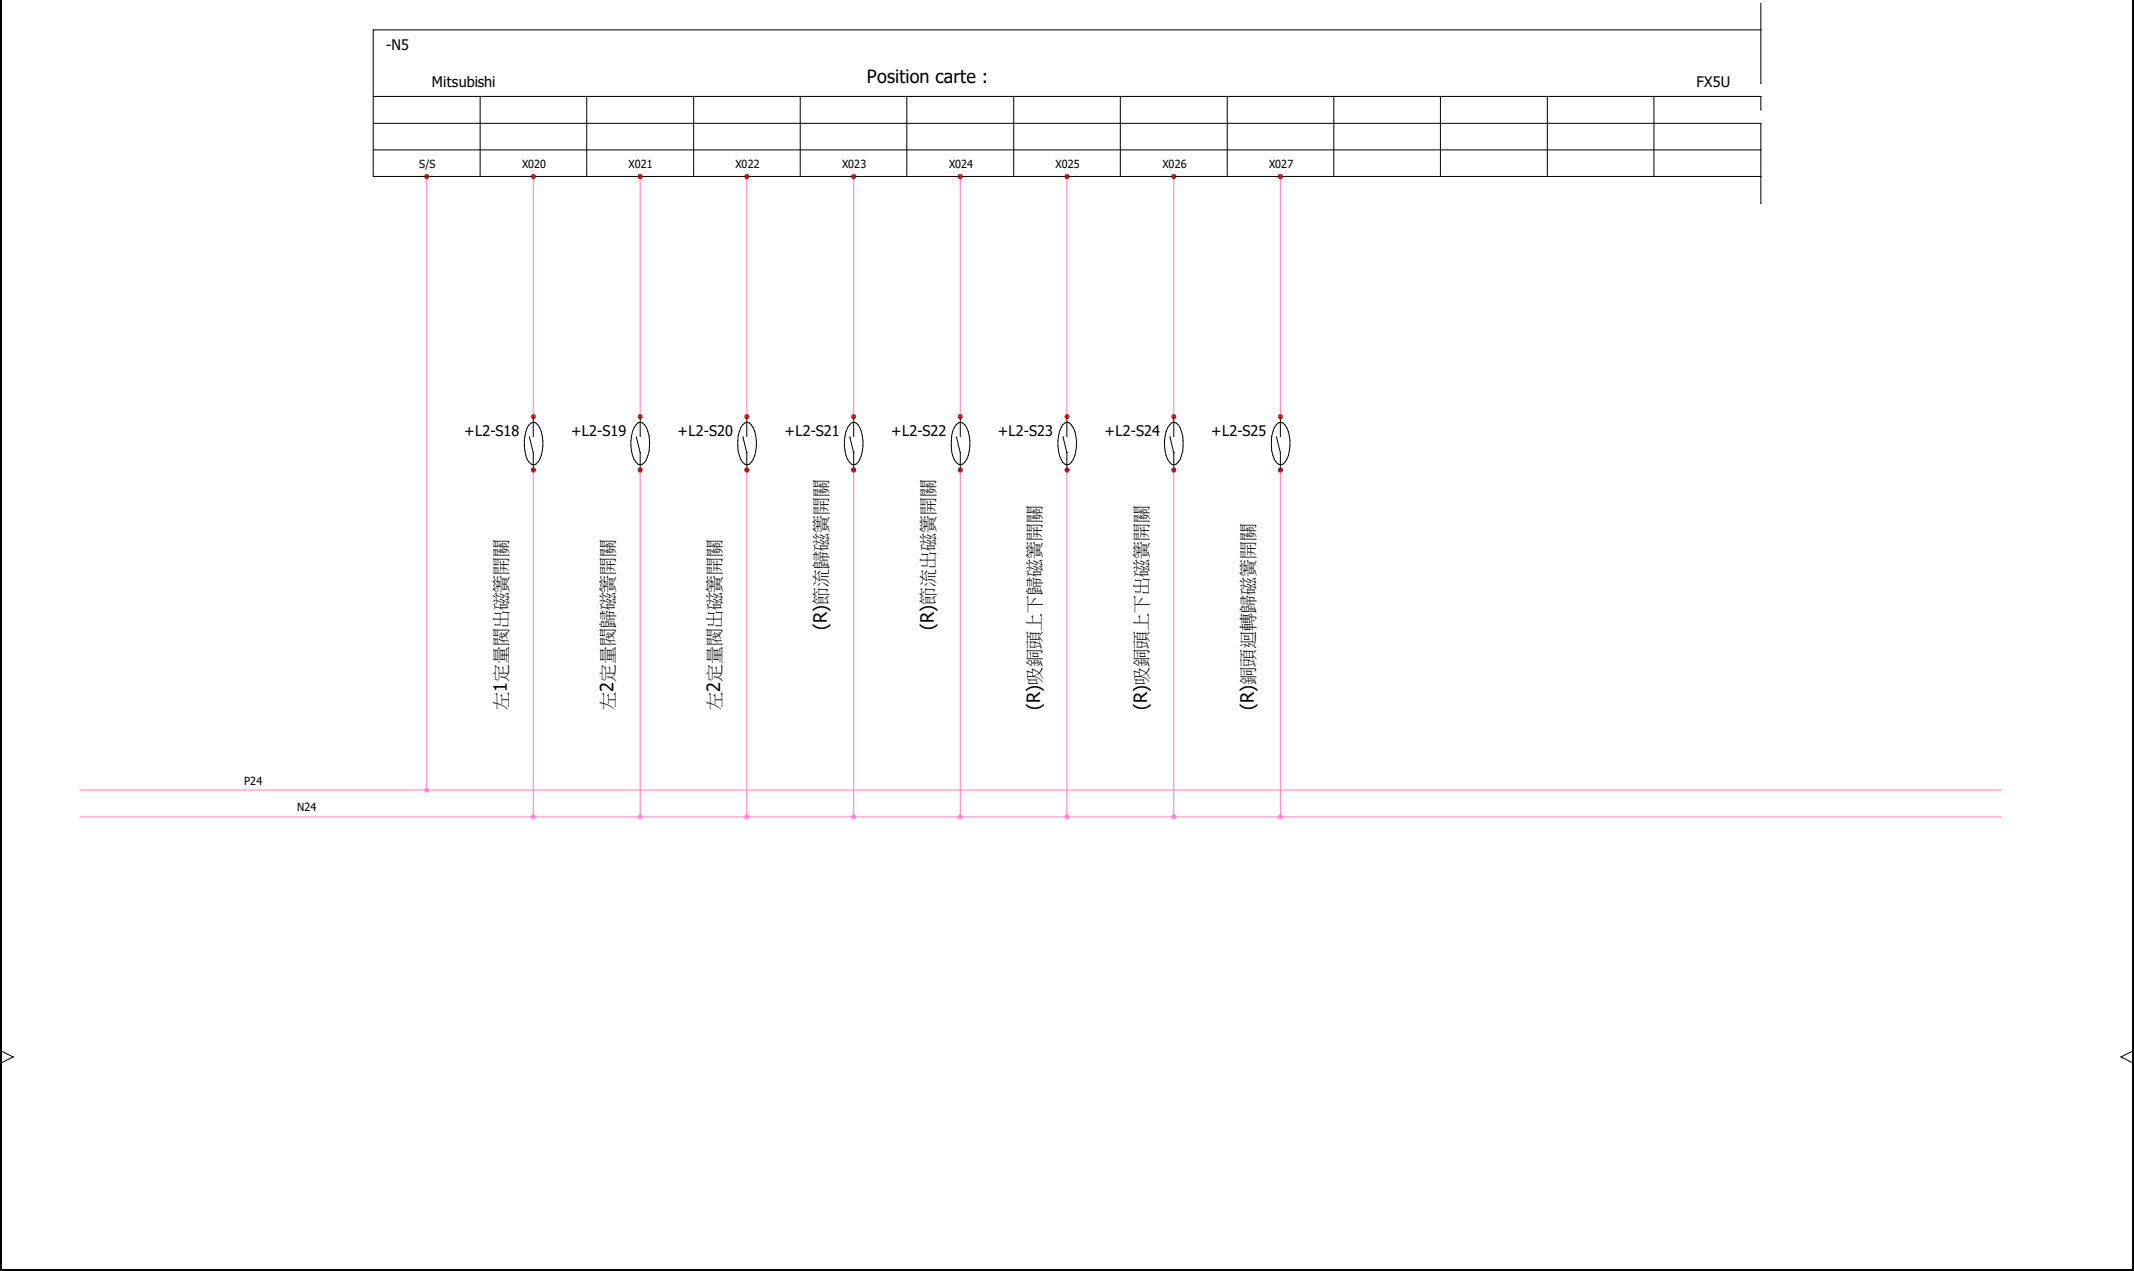 -N5
Mitsubishi
Position carte :
FX5U
S/S
X020
X021
X022
X023
X024
X025
X026
X027
+L2-S18
+L2-S19
+L2-S20
+L2-S21
+L2-S22
+L2-S23
+L2-S24
+L2-S25
左1定量閥出磁簧開關
左2定量閥歸磁簧開關
左2定量閥出磁簧開關
(R)節流歸磁簧開關
(R)節流出磁簧開關
(R)吸銅頭上下歸磁簧開關
(R)吸銅頭上下出磁簧開關
(R)銅頭迴轉歸磁簧開關
P24
N24